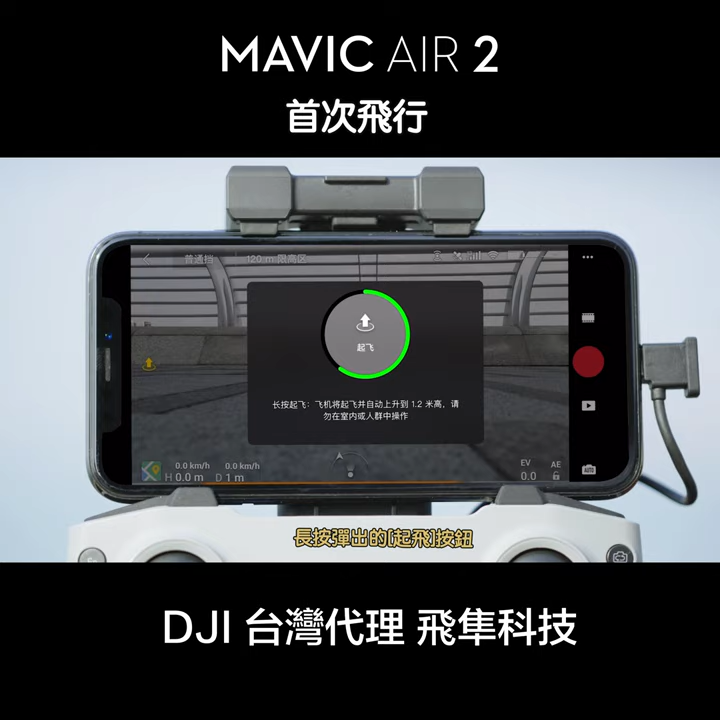 MAVIC AIR 2
首次飛行
普通挡 120 m 限高区
起飞
长按起飞：飞机将起飞并自动上升到 1.2 米高，请
勿在室内或人群中操作
0.0 km/h 0.0 km/h
H 0.0 m D 1 m
EV AE
0.0
AUTO
長按彈出的[起飛]按鈕
DJI 台灣代理 飛隼科技